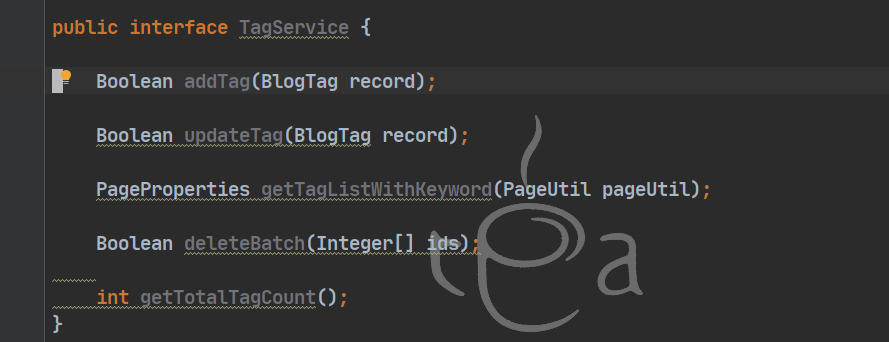 public interface TagService {
Boolean addTag(BlogTag record);
Boolean updateTag(BlogTag record);
PageProperties getTagListWithKeyword(PageUtil pageUtil);
Boolean deleteBatch(Integer[] ids);
int getTotalTagCount();
}
tea